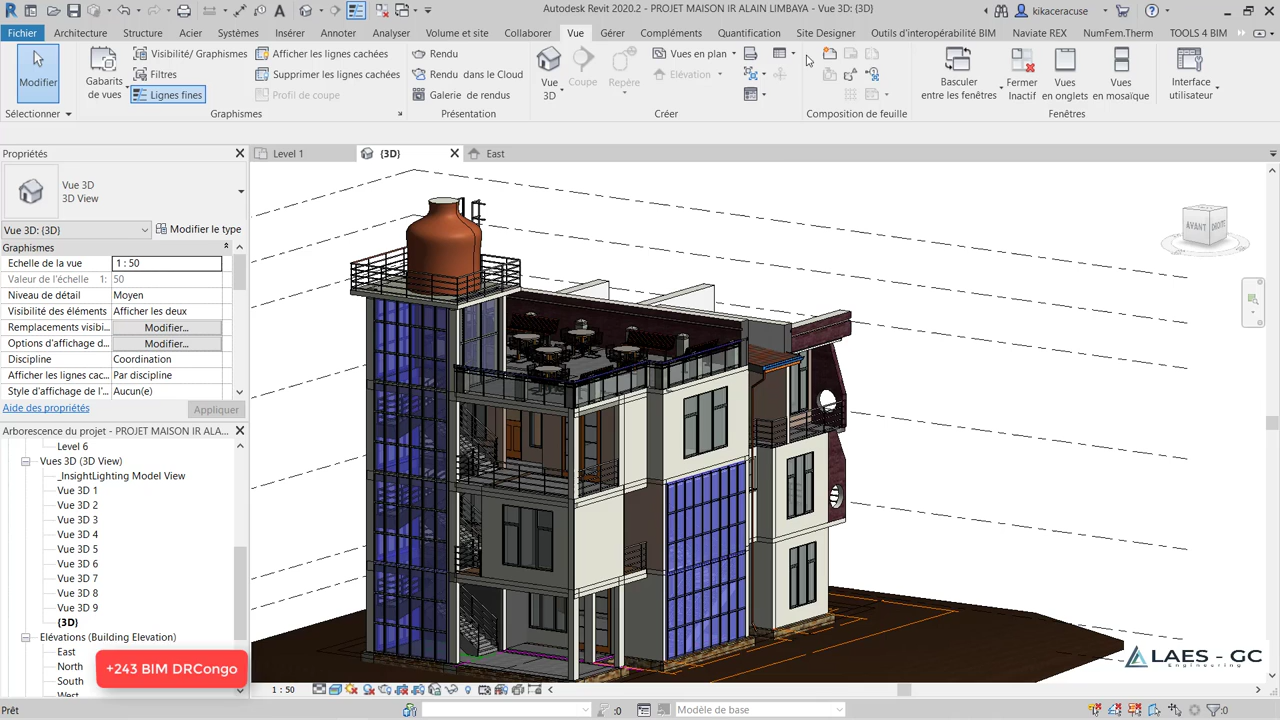 Autodesk Revit 2020.2 - PROJET MAISON IR ALAIN LIMBAYA - Vue 3D: {3D}
kikaceracuse
Fichier Architecture Structure Acier Systèmes Insérer Annoter Analyser Volume et site Collaborer Vue Gérer Compléments Quantification Site Designer Outils d'interopérabilité BIM Naviate REX NumFem.Therm TOOLS 4 BIM
Modifier
Gabarits de vues
Visibilité/ Graphismes
Filtres
Lignes fines
Afficher les lignes cachées
Supprimer les lignes cachées
Profil de coupe
Rendu
Rendu dans le Cloud
Galerie de rendus
Vue 3D
Coupe
Repère
Vues en plan
Élévation
Basculer entre les fenêtres
Fermer Inactif
Vues en onglets
Vues en mosaïque
Interface utilisateur
Sélectionner
Graphismes
Présentation
Créer
Composition de feuille
Fenêtres
Propriétés
Level 1
{3D}
East
Vue 3D
3D View
Vue 3D: {3D}
Modifier le type
Graphismes
Echelle de la vue 1 : 50
Valeur de l'échelle 1: 50
Niveau de détail Moyen
Visibilité des éléments Afficher les deux
Remplacements visibi... Modifier...
Options d'affichage d... Modifier...
Discipline Coordination
Afficher les lignes cac... Par discipline
Style d'affichage de l'... Aucun(e)
Aide des propriétés
Appliquer
Arborescence du projet - PROJET MAISON IR ALA...
Level 6
Vues 3D (3D View)
_InsightLighting Model View
Vue 3D 1
Vue 3D 2
Vue 3D 3
Vue 3D 4
Vue 3D 5
Vue 3D 6
Vue 3D 7
Vue 3D 8
Vue 3D 9
{3D}
Elévations (Building Elevation)
East
North
South
West
+243 BIM DRCongo
AVANT
DROITE
LAES - GC
Engineering
1 : 50
Prêt
:0
Modèle de base
:0